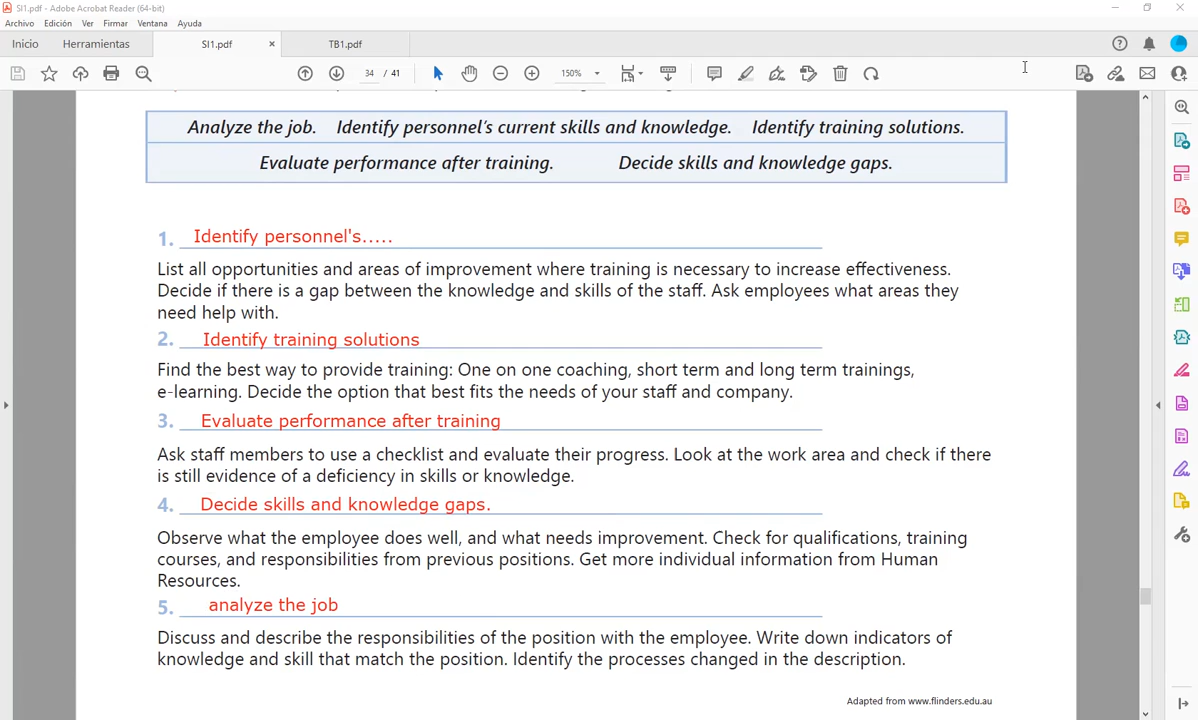 SI1.pdf - Adobe Acrobat Reader (64-bit)
Archivo Edición Ver Firmar Ventana Ayuda
Inicio Herramientas SI1.pdf × TB1.pdf
34 / 41 150%
Analyze the job. Identify personnel's current skills and knowledge. Identify training solutions.
Evaluate performance after training. Decide skills and knowledge gaps.
1. Identify personnel's.....
List all opportunities and areas of improvement where training is necessary to increase effectiveness.
Decide if there is a gap between the knowledge and skills of the staff. Ask employees what areas they
need help with.
2. Identify training solutions
Find the best way to provide training: One on one coaching, short term and long term trainings,
e-learning. Decide the option that best fits the needs of your staff and company.
3. Evaluate performance after training
Ask staff members to use a checklist and evaluate their progress. Look at the work area and check if there
is still evidence of a deficiency in skills or knowledge.
4. Decide skills and knowledge gaps.
Observe what the employee does well, and what needs improvement. Check for qualifications, training
courses, and responsibilities from previous positions. Get more individual information from Human
Resources.
5. analyze the job
Discuss and describe the responsibilities of the position with the employee. Write down indicators of
knowledge and skill that match the position. Identify the processes changed in the description.
Adapted from www.flinders.edu.au